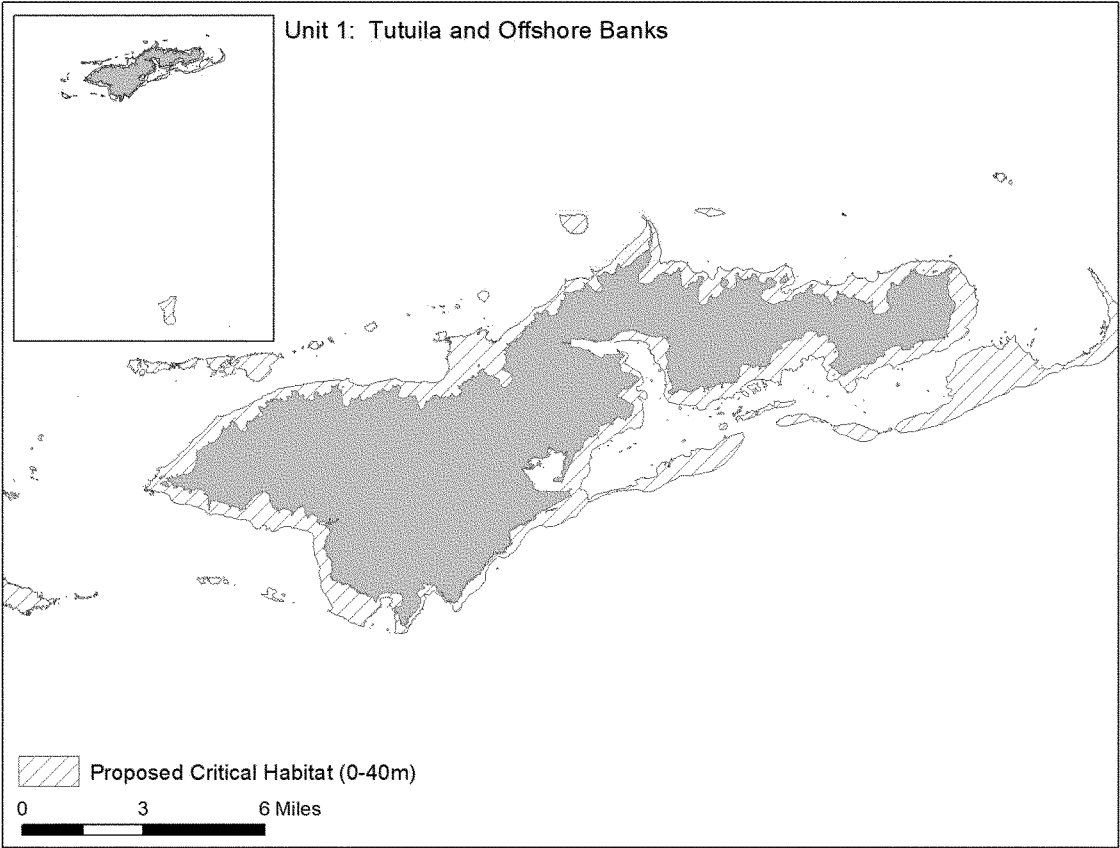 Unit 1: Tutuila and Offshore Banks
Proposed Critical Habitat (0-40m)
0 3 6 Miles